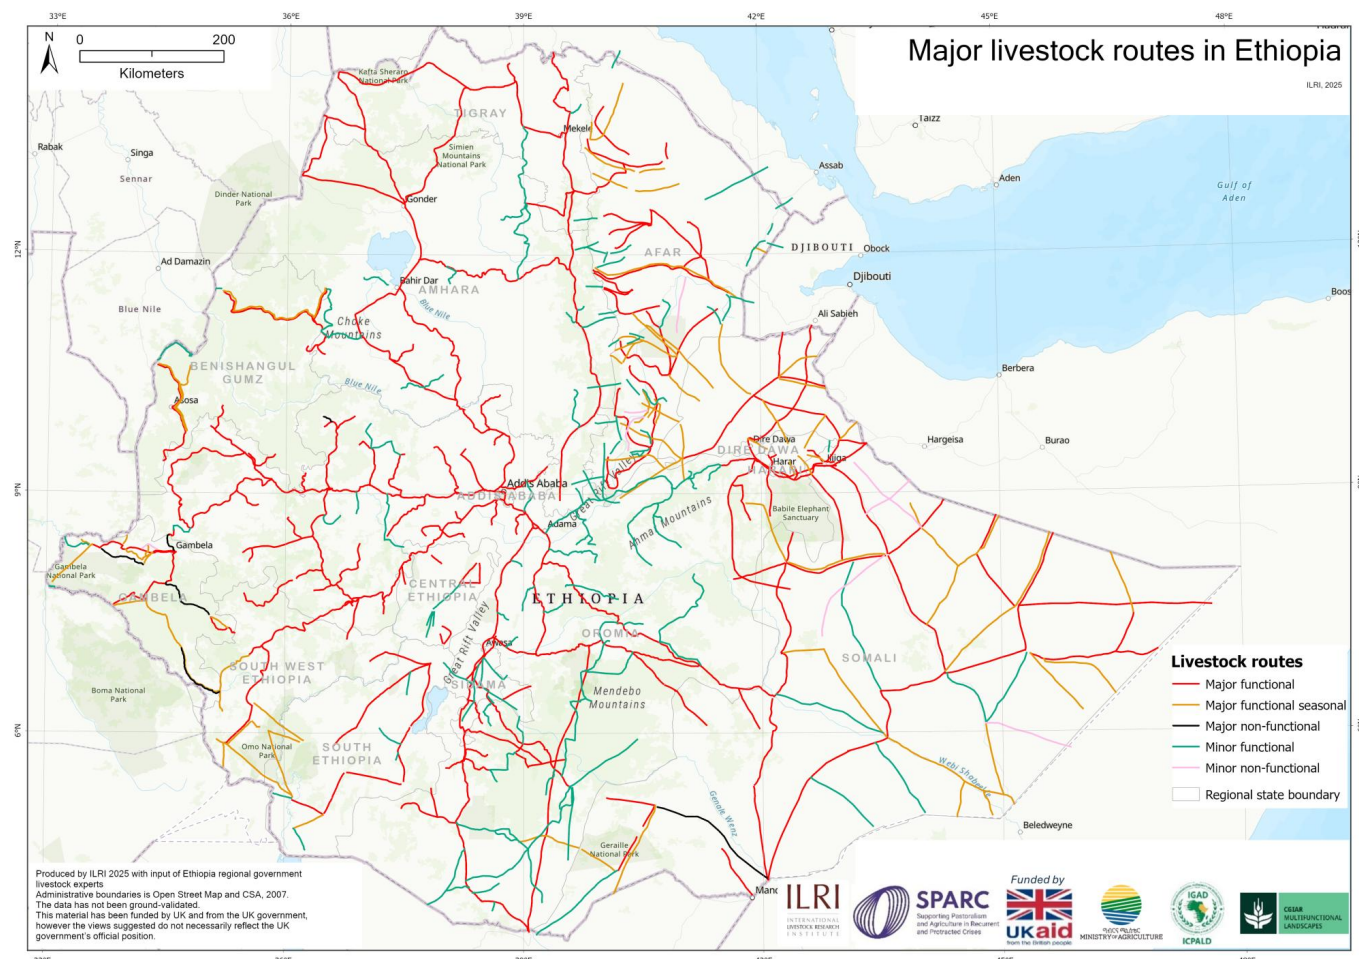 33°E 36°E 39°E 42°E 45°E 48°E
N
0 200
Kilometers
Major livestock routes in Ethiopia
ILRI, 2025
Kafta Sheraro
National Park
TIGRAY
Mekele
Taizz
Rabak
Singa
Sennar
Simien
Mountains
National Park
Assab
Aden
Gulf of
Aden
Dinder National
Park
Gonder
12°N
AFAR
DJIBOUTI
Obock
Ad Damazin
Djibouti
Bahir Dar
AMHARA
Boos
Blue Nile
Blue Nile
Ali Sabieh
Choke
Mountains
BENISHANGUL
GUMZ
Blue Nile
Berbera
Asosa
Dire Dawa
DIRE DAWA
Hargeisa
Burao
Harar
Jijiga
HARARI
Great Rift Valley
9°N
Addis Ababa
ADDIS ABABA
Adama
Ahmar Mountains
Babile Elephant
Sanctuary
Gambela
Gambela
National Park
GAMBELA
CENTRAL
ETHIOPIA
ETHIOPIA
Great Rift Valley
OROMIA
Awasa
SOMALI
SOUTH WEST
ETHIOPIA
SIDAMA
Boma National
Park
Mendebo
Mountains
6°N
Omo National
Park
SOUTH
ETHIOPIA
Webi Shabeelle
Genale Wenz
Geraille
National Park
Beledweyne
Mand
Livestock routes
Major functional
Major functional seasonal
Major non-functional
Minor functional
Minor non-functional
Regional state boundary
Produced by ILRI 2025 with input of Ethiopia regional government
livestock experts
Administrative boundaries is Open Street Map and CSA, 2007.
The data has not been ground-validated.
This material has been funded by UK and from the UK government,
however the views suggested do not necessarily reflect the UK
government's official position.
ILRI
INTERNATIONAL
LIVESTOCK RESEARCH
INSTITUTE
SPARC
Supporting Pastoralism
and Agriculture in Recurrent
and Protracted Crises
Funded by
UKaid
from the British people
የግብርና ሚኒስቴር
MINISTRY OF AGRICULTURE
IGAD
ICPALD
CGIAR
MULTIFUNCTIONAL
LANDSCAPES